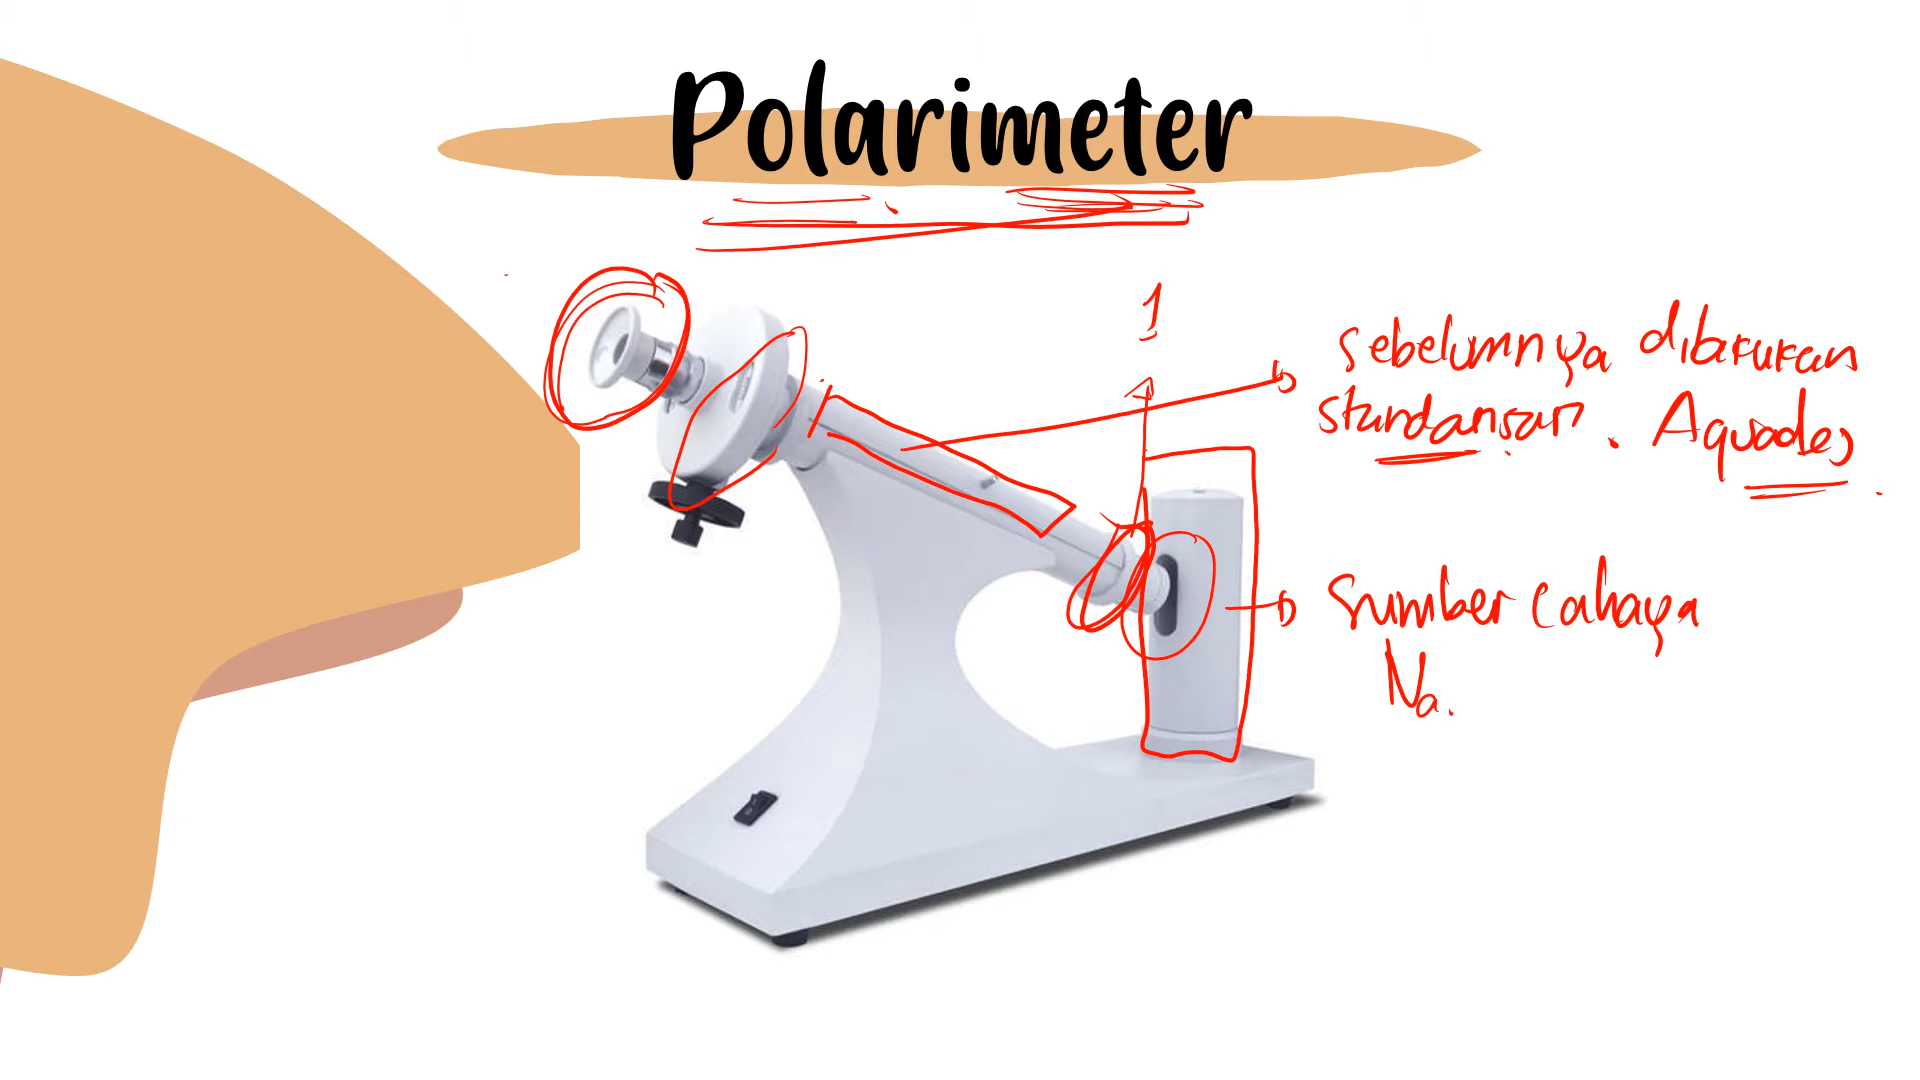 Polarimeter
1
sebelumnya dilakukan
standarisasi. Aquades
Sumber Cahaya
Na.